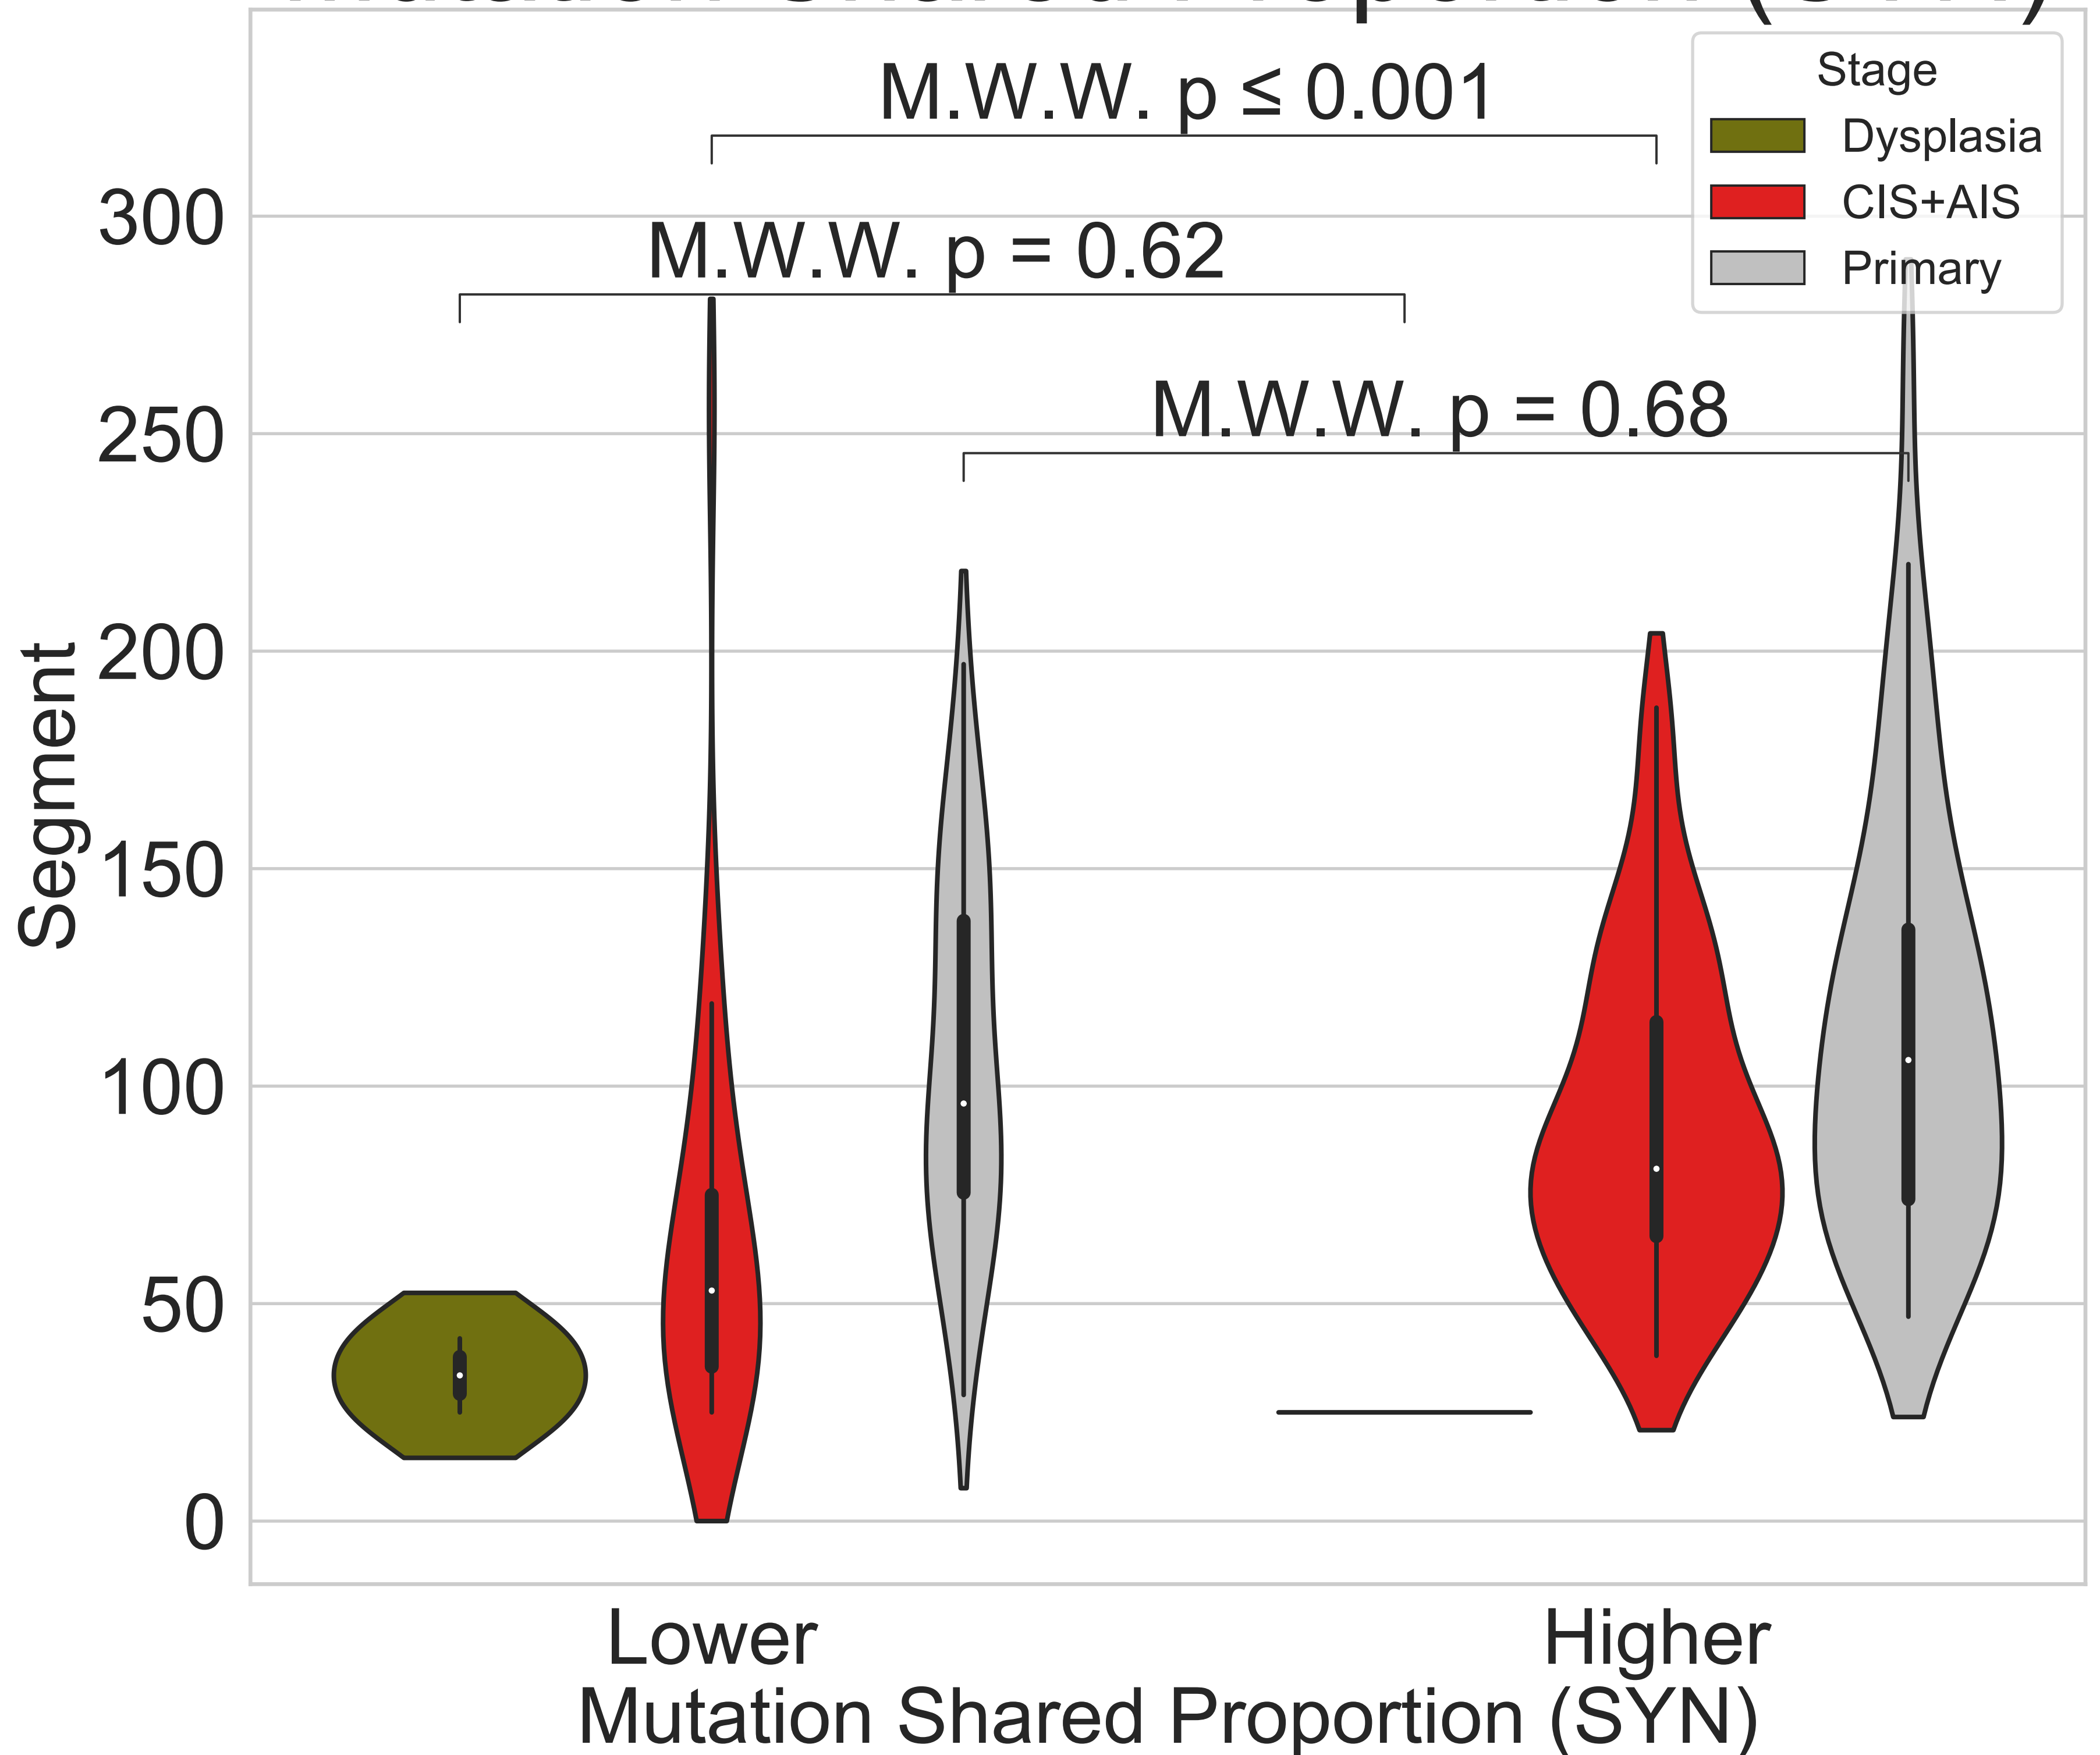 M.W.W. p ≤ 0.001
M.W.W. p = 0.62
M.W.W. p = 0.68
Stage
Dysplasia
CIS+AIS
Primary
Segment
300
250
200
150
100
50
0
Lower
Higher
Mutation Shared Proportion (SYN)